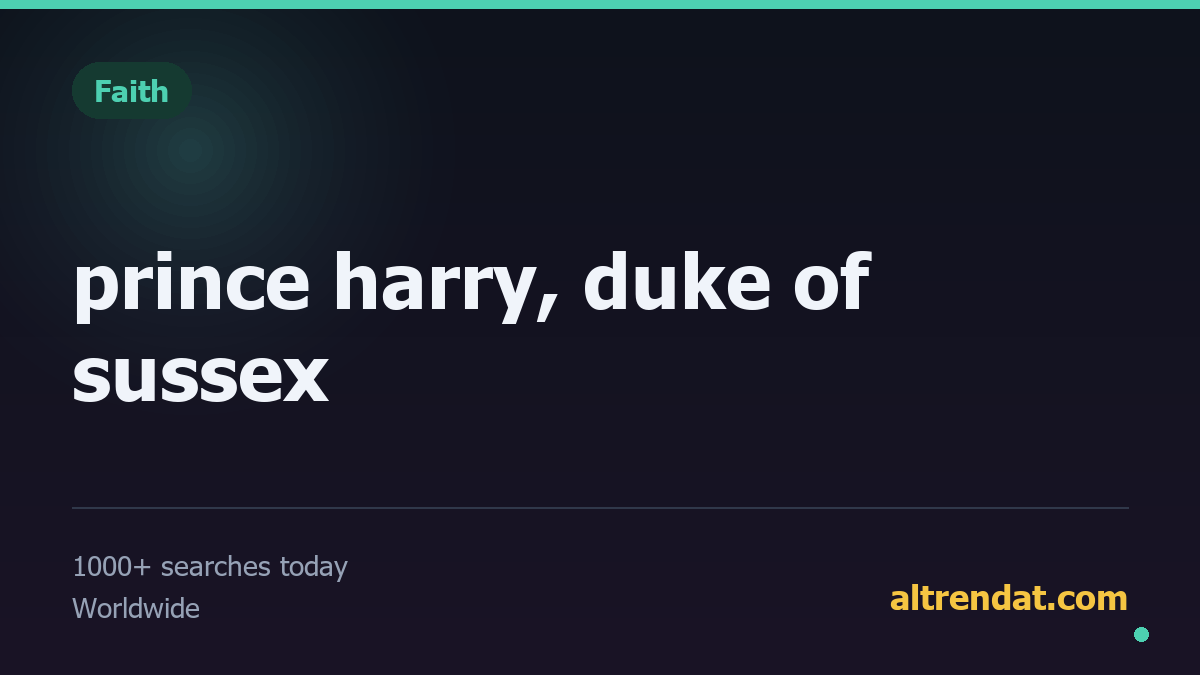 Faith
prince harry, duke of
sussex
1000+ searches today
Worldwide
altrendat.com